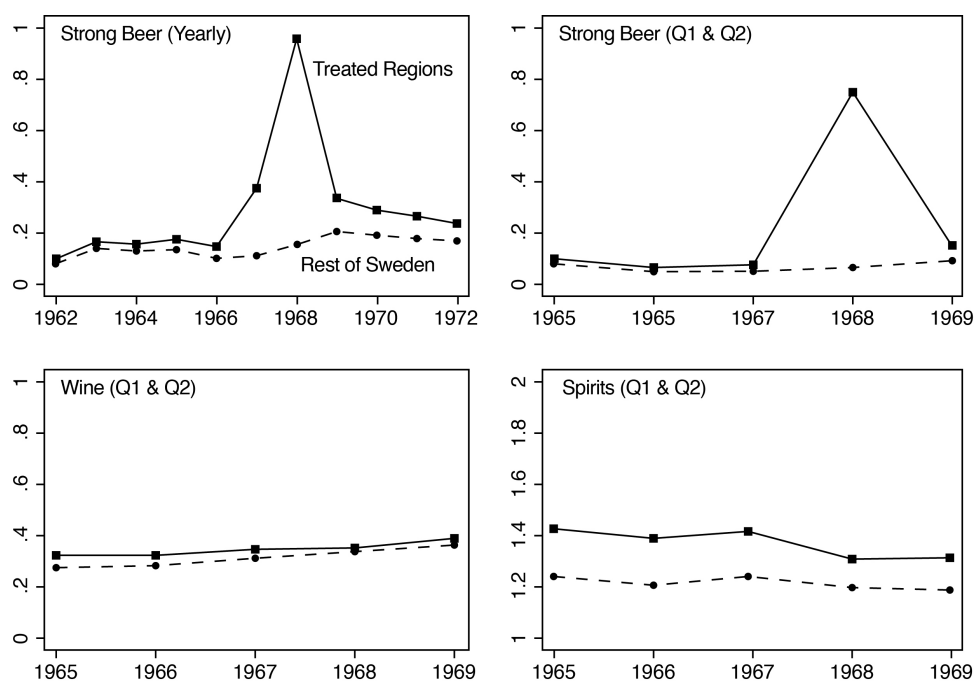 Strong Beer (Yearly)
Treated Regions
Rest of Sweden
1
.8
.6
.4
.2
0
1962 1964 1966 1968 1970 1972
Strong Beer (Q1 & Q2)
1
.8
.6
.4
.2
0
1965 1965 1967 1968 1969
Wine (Q1 & Q2)
1
.8
.6
.4
.2
0
1965 1966 1967 1968 1969
Spirits (Q1 & Q2)
2
1.8
1.6
1.4
1.2
1
1965 1966 1967 1968 1969